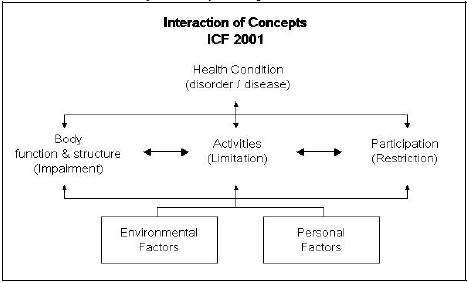 Interaction of Concepts
ICF 2001
Health Condition
(disorder / disease)
Body
function & structure
(Impairment)
Activities
(Limitation)
Participation
(Restriction)
Environmental
Factors
Personal
Factors